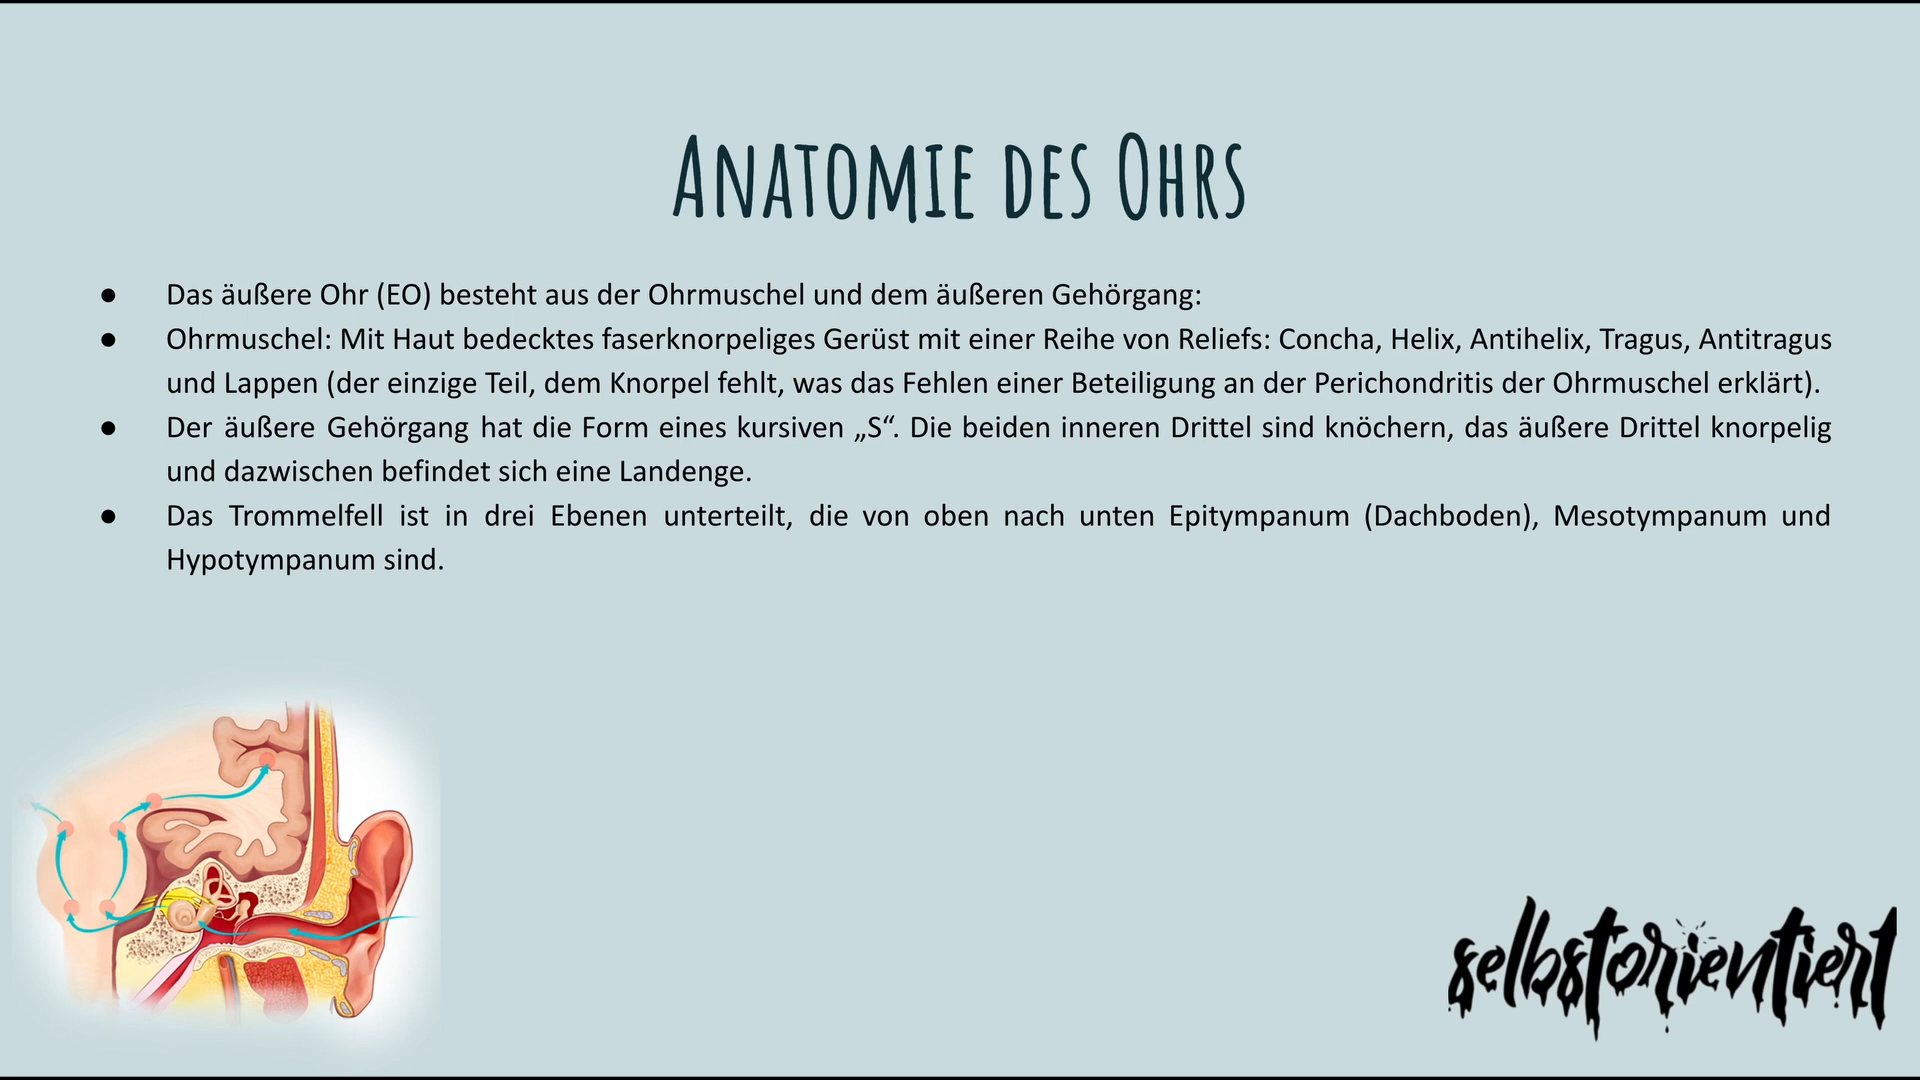 Anatomie des Ohrs
● Das äußere Ohr (EO) besteht aus der Ohrmuschel und dem äußeren Gehörgang:
● Ohrmuschel: Mit Haut bedecktes faserknorpeliges Gerüst mit einer Reihe von Reliefs: Concha, Helix, Antihelix, Tragus, Antitragus
und Lappen (der einzige Teil, dem Knorpel fehlt, was das Fehlen einer Beteiligung an der Perichondritis der Ohrmuschel erklärt).
● Der äußere Gehörgang hat die Form eines kursiven „S“. Die beiden inneren Drittel sind knöchern, das äußere Drittel knorpelig
und dazwischen befindet sich eine Landenge.
● Das Trommelfell ist in drei Ebenen unterteilt, die von oben nach unten Epitympanum (Dachboden), Mesotympanum und
Hypotympanum sind.
selbstorientiert